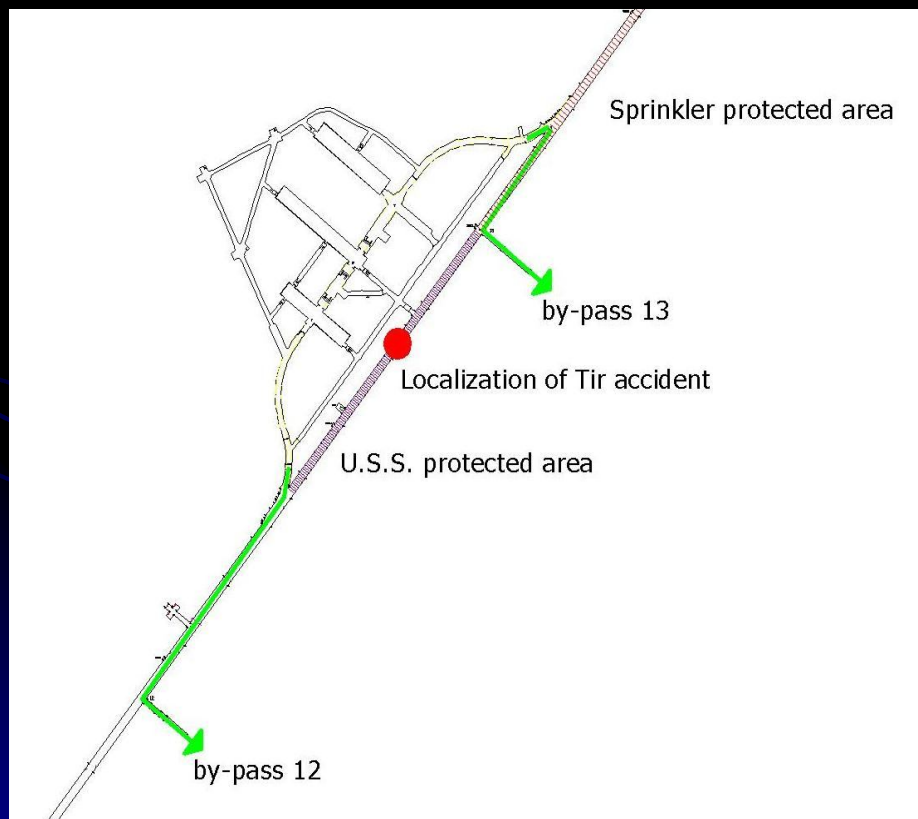 Sprinkler protected area
by-pass 13
Localization of Tir accident
U.S.S. protected area
by-pass 12